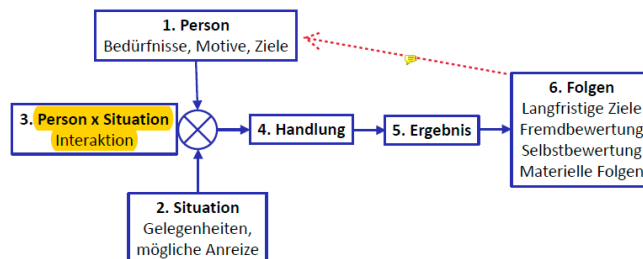 1. Person
Bedürfnisse, Motive, Ziele
3. Person x Situation
Interaktion
4. Handlung
5. Ergebnis
6. Folgen
Langfristige Ziele
Fremdbewertung
Selbstbewertung
Materielle Folgen
2. Situation
Gelegenheiten,
mögliche Anreize